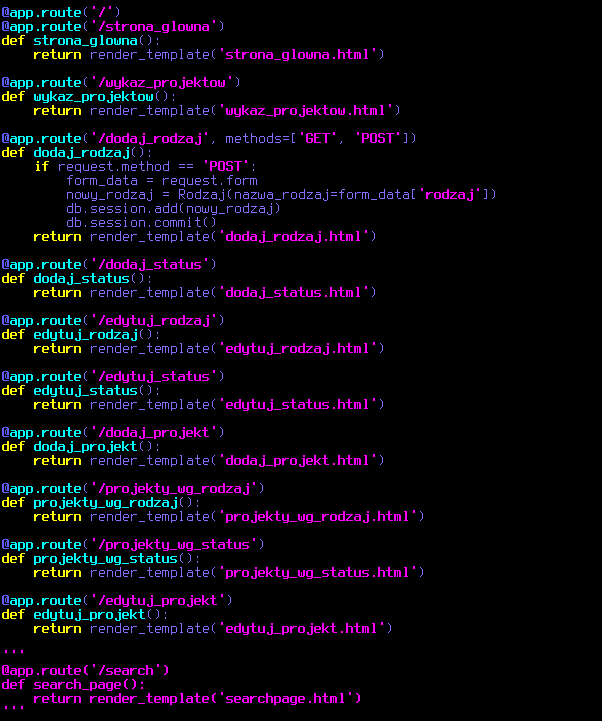 @app.route('/')
@app.route('/strona_glowna')
def strona_glowna():
    return render_template('strona_glowna.html')

@app.route('/wykaz_projektow')
def wykaz_projektow():
    return render_template('wykaz_projektow.html')

@app.route('/dodaj_rodzaj', methods=['GET', 'POST'])
def dodaj_rodzaj():
    if request.method == 'POST':
        form_data = request.form
        nowy_rodzaj = Rodzaj(nazwa_rodzaj=form_data['rodzaj'])
        db.session.add(nowy_rodzaj)
        db.session.commit()
    return render_template('dodaj_rodzaj.html')

@app.route('/dodaj_status')
def dodaj_status():
    return render_template('dodaj_status.html')

@app.route('/edytuj_rodzaj')
def edytuj_rodzaj():
    return render_template('edytuj_rodzaj.html')

@app.route('/edytuj_status')
def edytuj_status():
    return render_template('edytuj_status.html')

@app.route('/dodaj_projekt')
def dodaj_projekt():
    return render_template('dodaj_projekt.html')

@app.route('/projekty_wg_rodzaj')
def projekty_wg_rodzaj():
    return render_template('projekty_wg_rodzaj.html')

@app.route('/projekty_wg_status')
def projekty_wg_status():
    return render_template('projekty_wg_status.html')

@app.route('/edytuj_projekt')
def edytuj_projekt():
    return render_template('edytuj_projekt.html')

'''
@app.route('/search')
def search_page():
    return render_template('searchpage.html')
'''